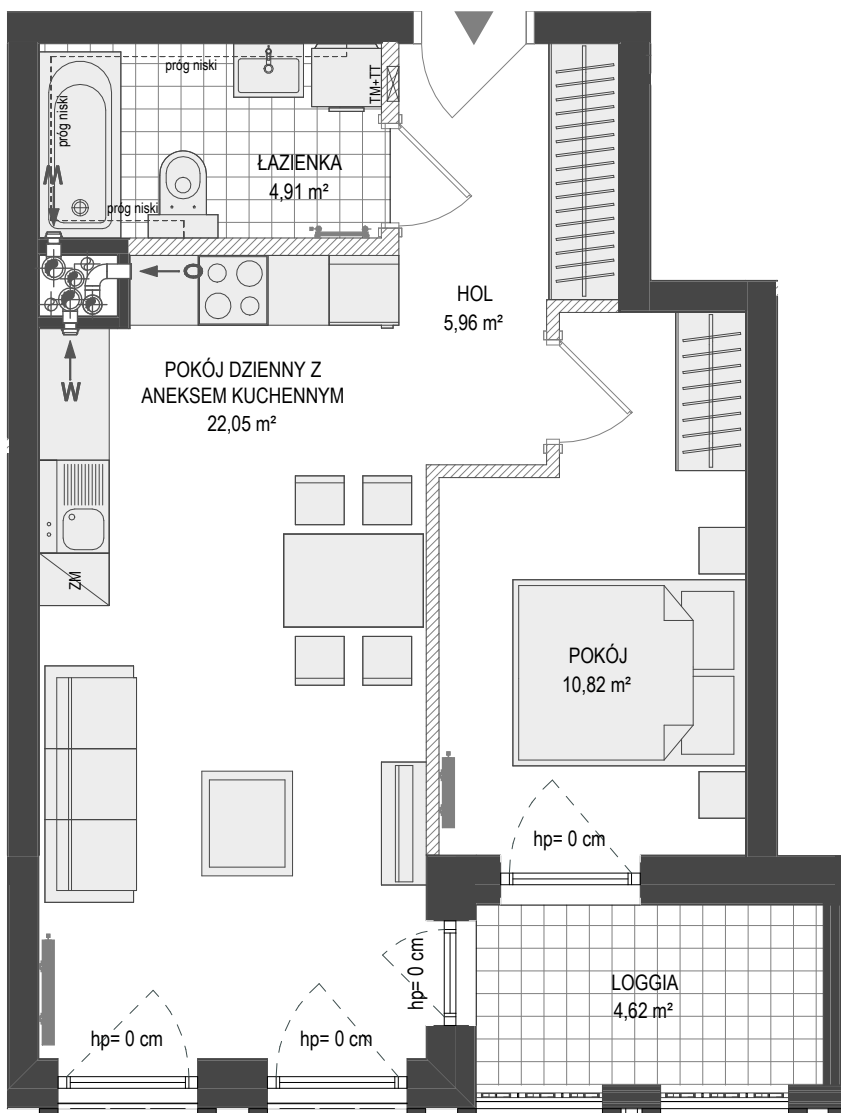 próg niski
TM+TT
próg niski
ŁAZIENKA
4,91 m²
M
próg niski
O
HOL
5,96 m²
POKÓJ DZIENNY Z
ANEKSEM KUCHENNYM
22,05 m²
W
ZM
POKÓJ
10,82 m²
hp= 0 cm
hp= 0 cm
LOGGIA
4,62 m²
hp= 0 cm
hp= 0 cm